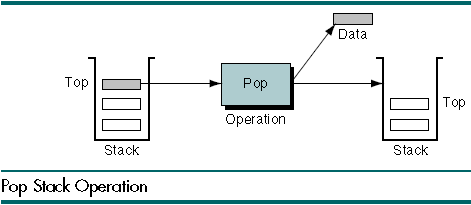 Data
Top
Pop
Top
Operation
Stack
Stack
Pop Stack Operation